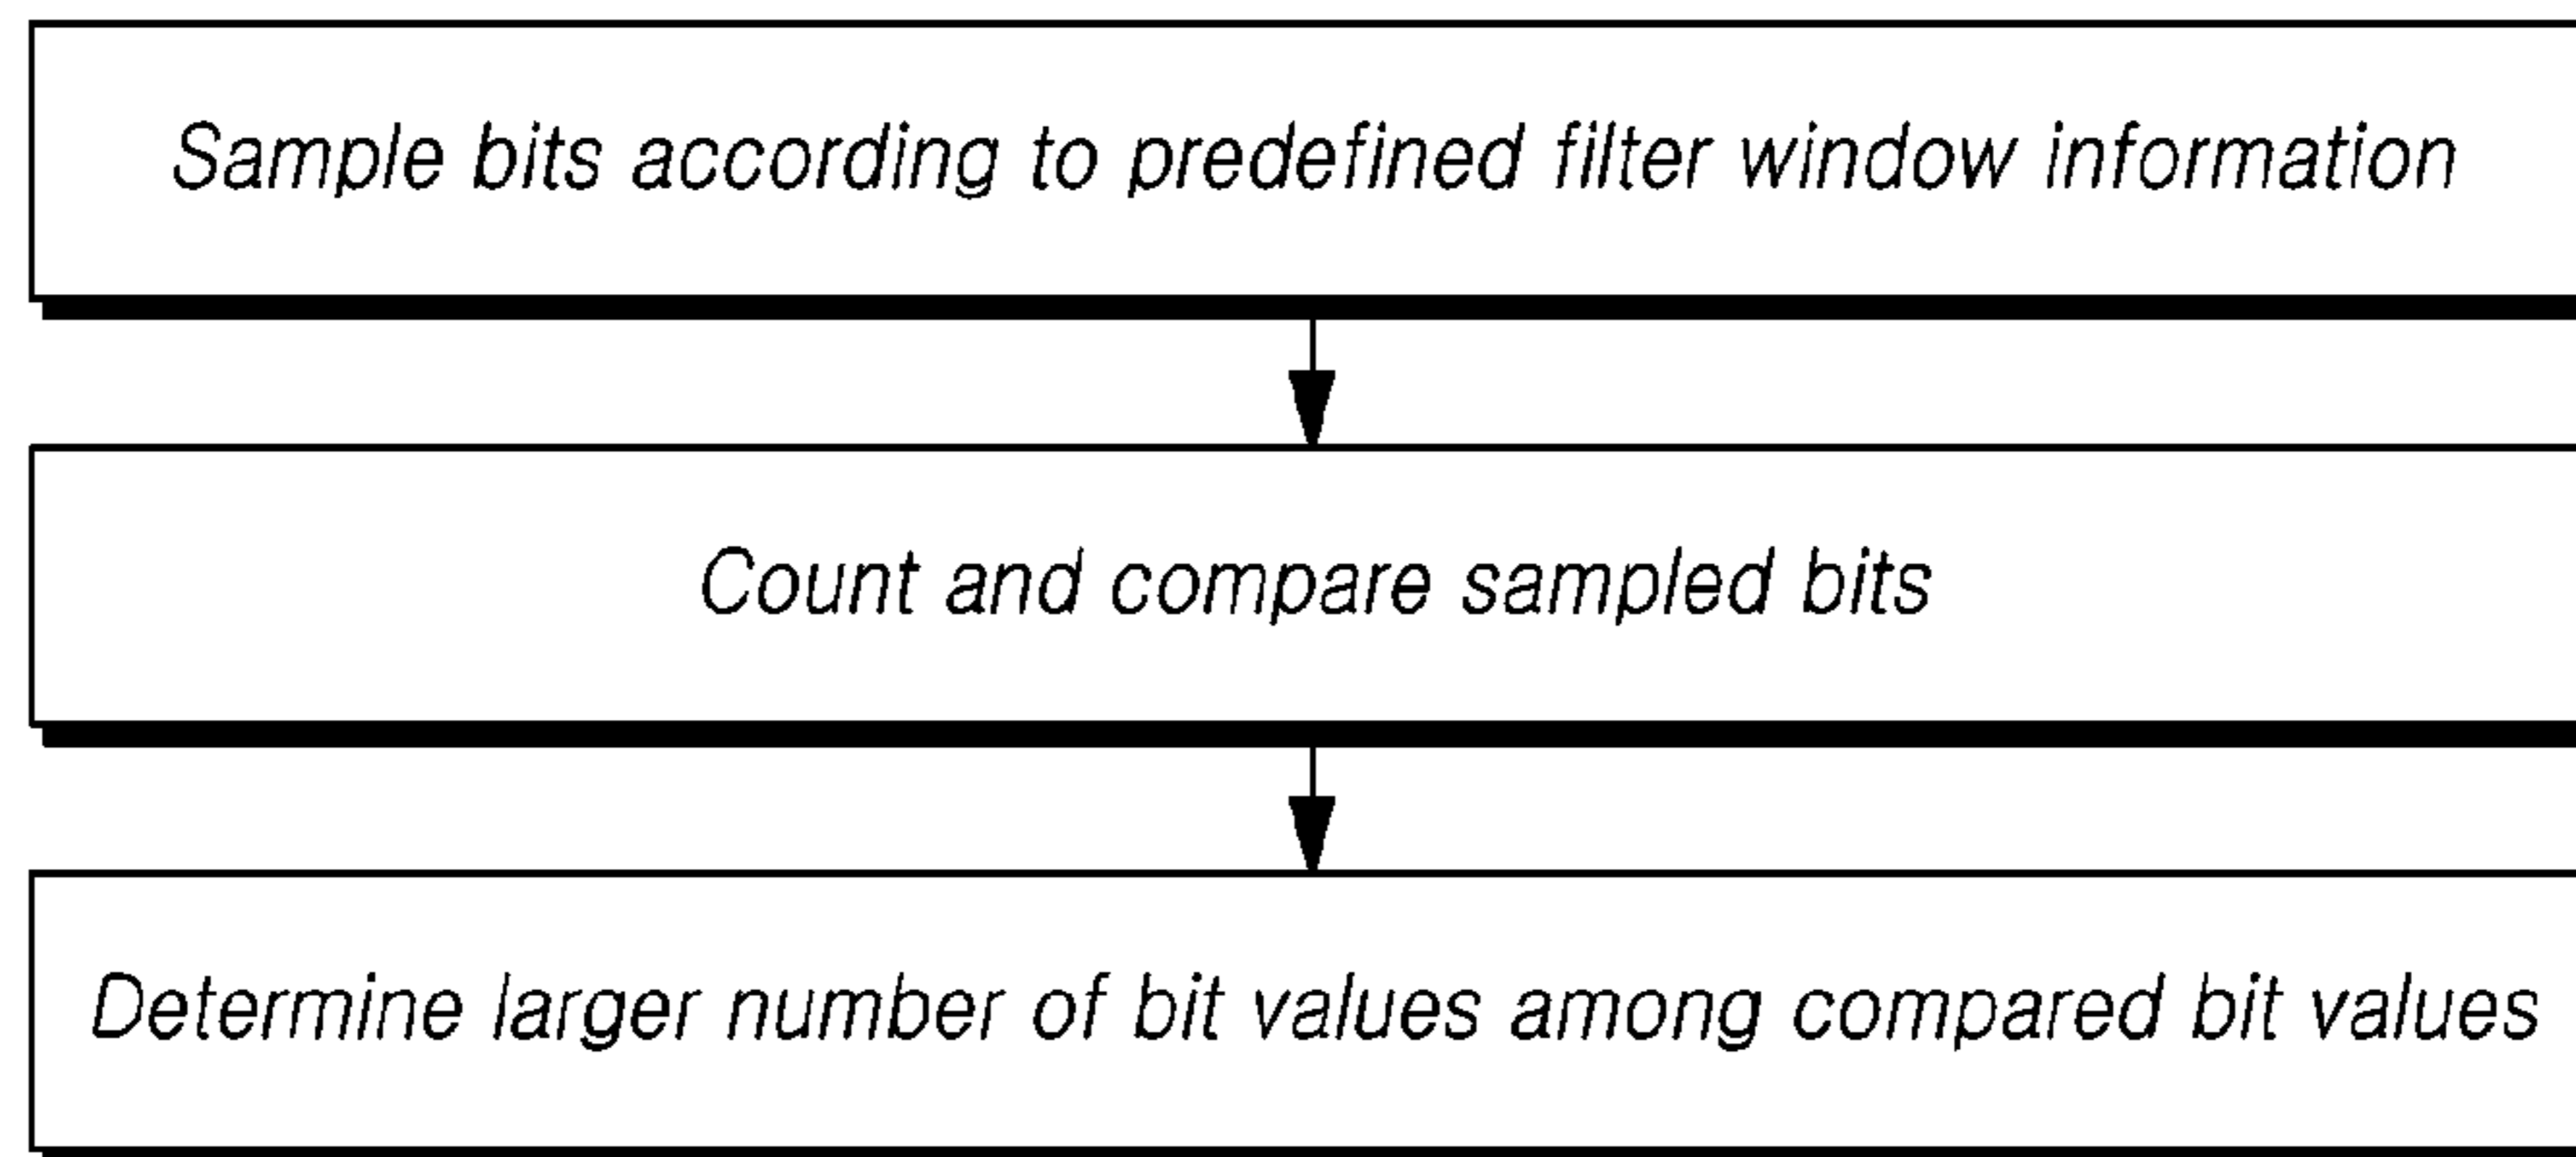 Sample bits according to predefined filter window information
Count and compare sampled bits
Determine larger number of bit values among compared bit values